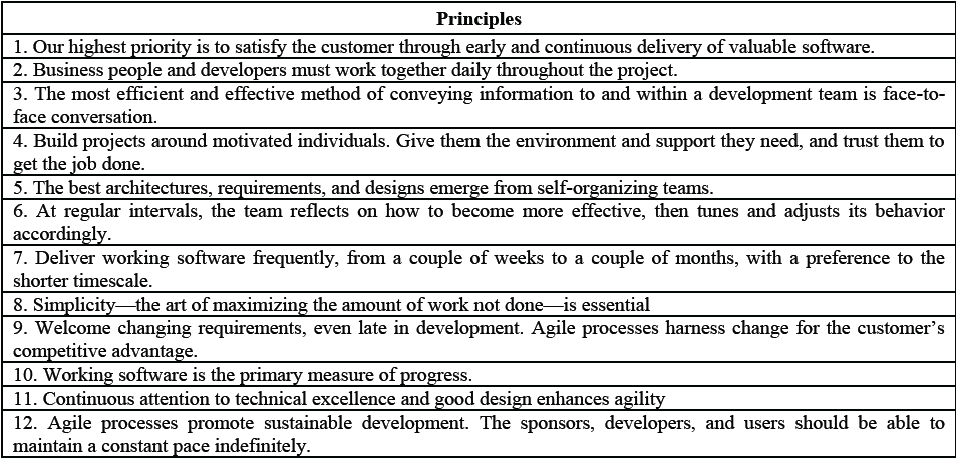 Principles
1. Our highest priority is to satisfy the customer through early and continuous delivery of valuable software.
2. Business people and developers must work together daily throughout the project.
3. The most efficient and effective method of conveying information to and within a development team is face-to-
face conversation.
4. Build projects around motivated individuals. Give them the environment and support they need, and trust them to
get the job done.
5. The best architectures, requirements, and designs emerge from self-organizing teams.
6. At regular intervals, the team reflects on how to become more effective, then tunes and adjusts its behavior
accordingly.
7. Deliver working software frequently, from a couple of weeks to a couple of months, with a preference to the
shorter timescale.
8. Simplicity—the art of maximizing the amount of work not done—is essential
9. Welcome changing requirements, even late in development. Agile processes harness change for the customer’s
competitive advantage.
10. Working software is the primary measure of progress.
11. Continuous attention to technical excellence and good design enhances agility
12. Agile processes promote sustainable development. The sponsors, developers, and users should be able to
maintain a constant pace indefinitely.